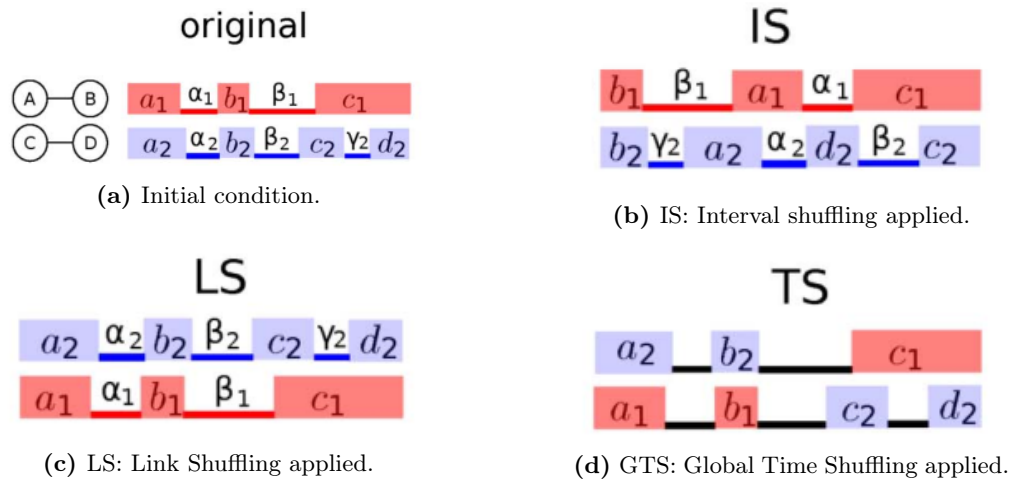 original
A B a₁ α₁ b₁ β₁ c₁
C D a₂ α₂ b₂ β₂ c₂ γ₂ d₂
(a) Initial condition.
IS
b₁ β₁ a₁ α₁ c₁
b₂ γ₂ a₂ α₂ d₂ β₂ c₂
(b) IS: Interval shuffling applied.
LS
a₂ α₂ b₂ β₂ c₂ γ₂ d₂
a₁ α₁ b₁ β₁ c₁
(c) LS: Link Shuffling applied.
TS
a₂ b₂ c₁
a₁ b₁ c₂ d₂
(d) GTS: Global Time Shuffling applied.